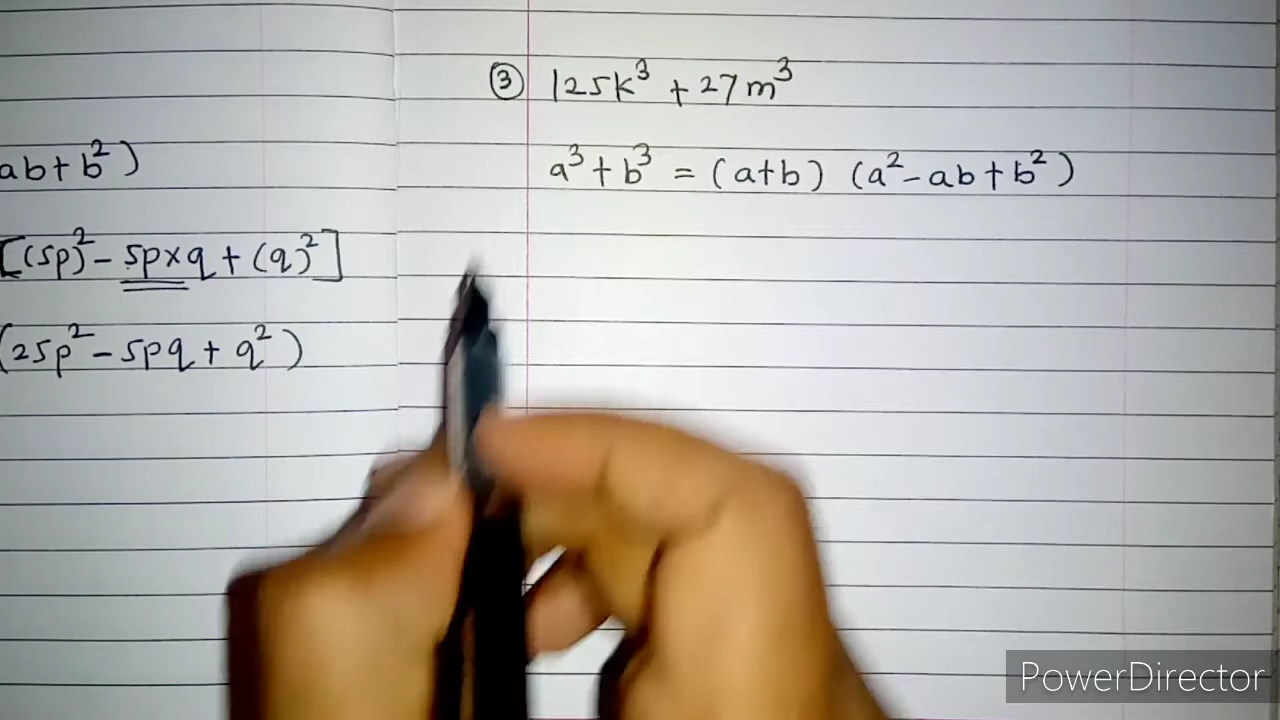 ab+b²)
[(5p)²-5p×q+(q)²]
(25p²-5pq+q²)
③ 125k³+27m³
a³+b³=(a+b) (a²-ab+b²)
PowerDirector